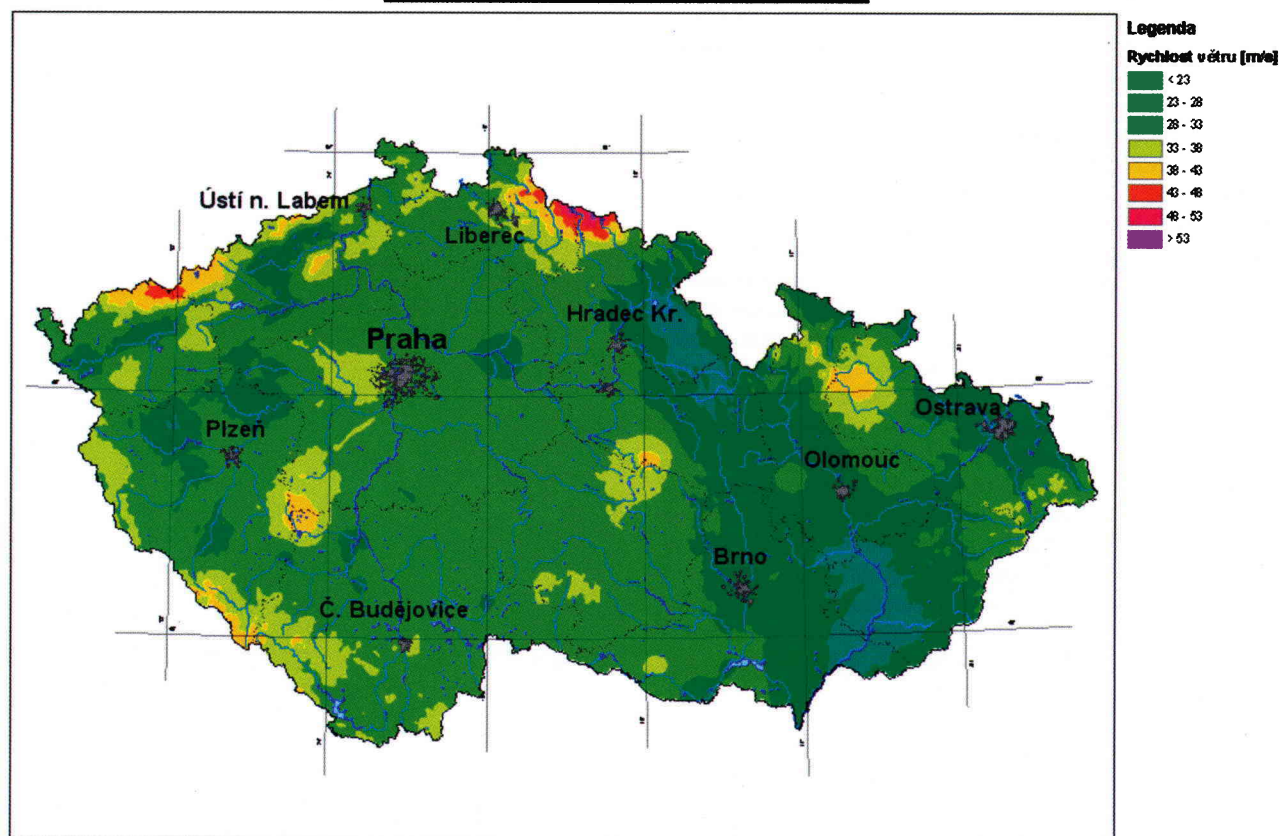 Legenda
Rychlost větru [m/s]
< 23
23 - 28
28 - 33
33 - 38
38 - 43
43 - 48
48 - 53
> 53
Ústí n. Labem
Liberec
Hradec Kr.
Praha
Ostrava
Plzeň
Olomouc
Brno
Č. Budějovice